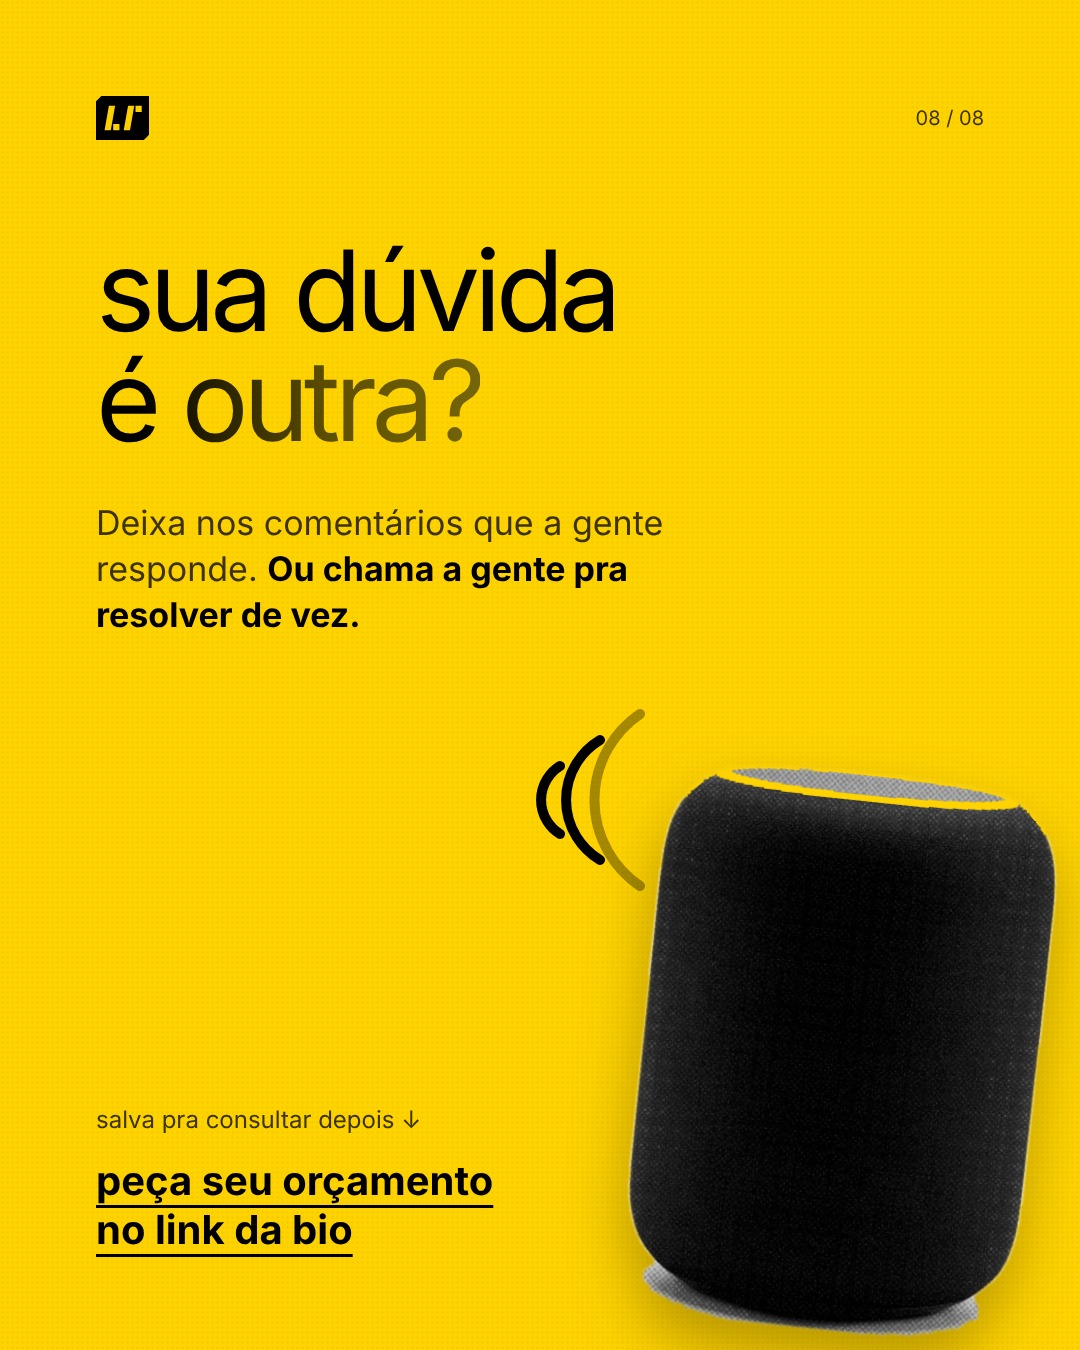 08 / 08
sua dúvida
é outra?
Deixa nos comentários que a gente
responde. Ou chama a gente pra
resolver de vez.
salva pra consultar depois ↓
peça seu orçamento
no link da bio